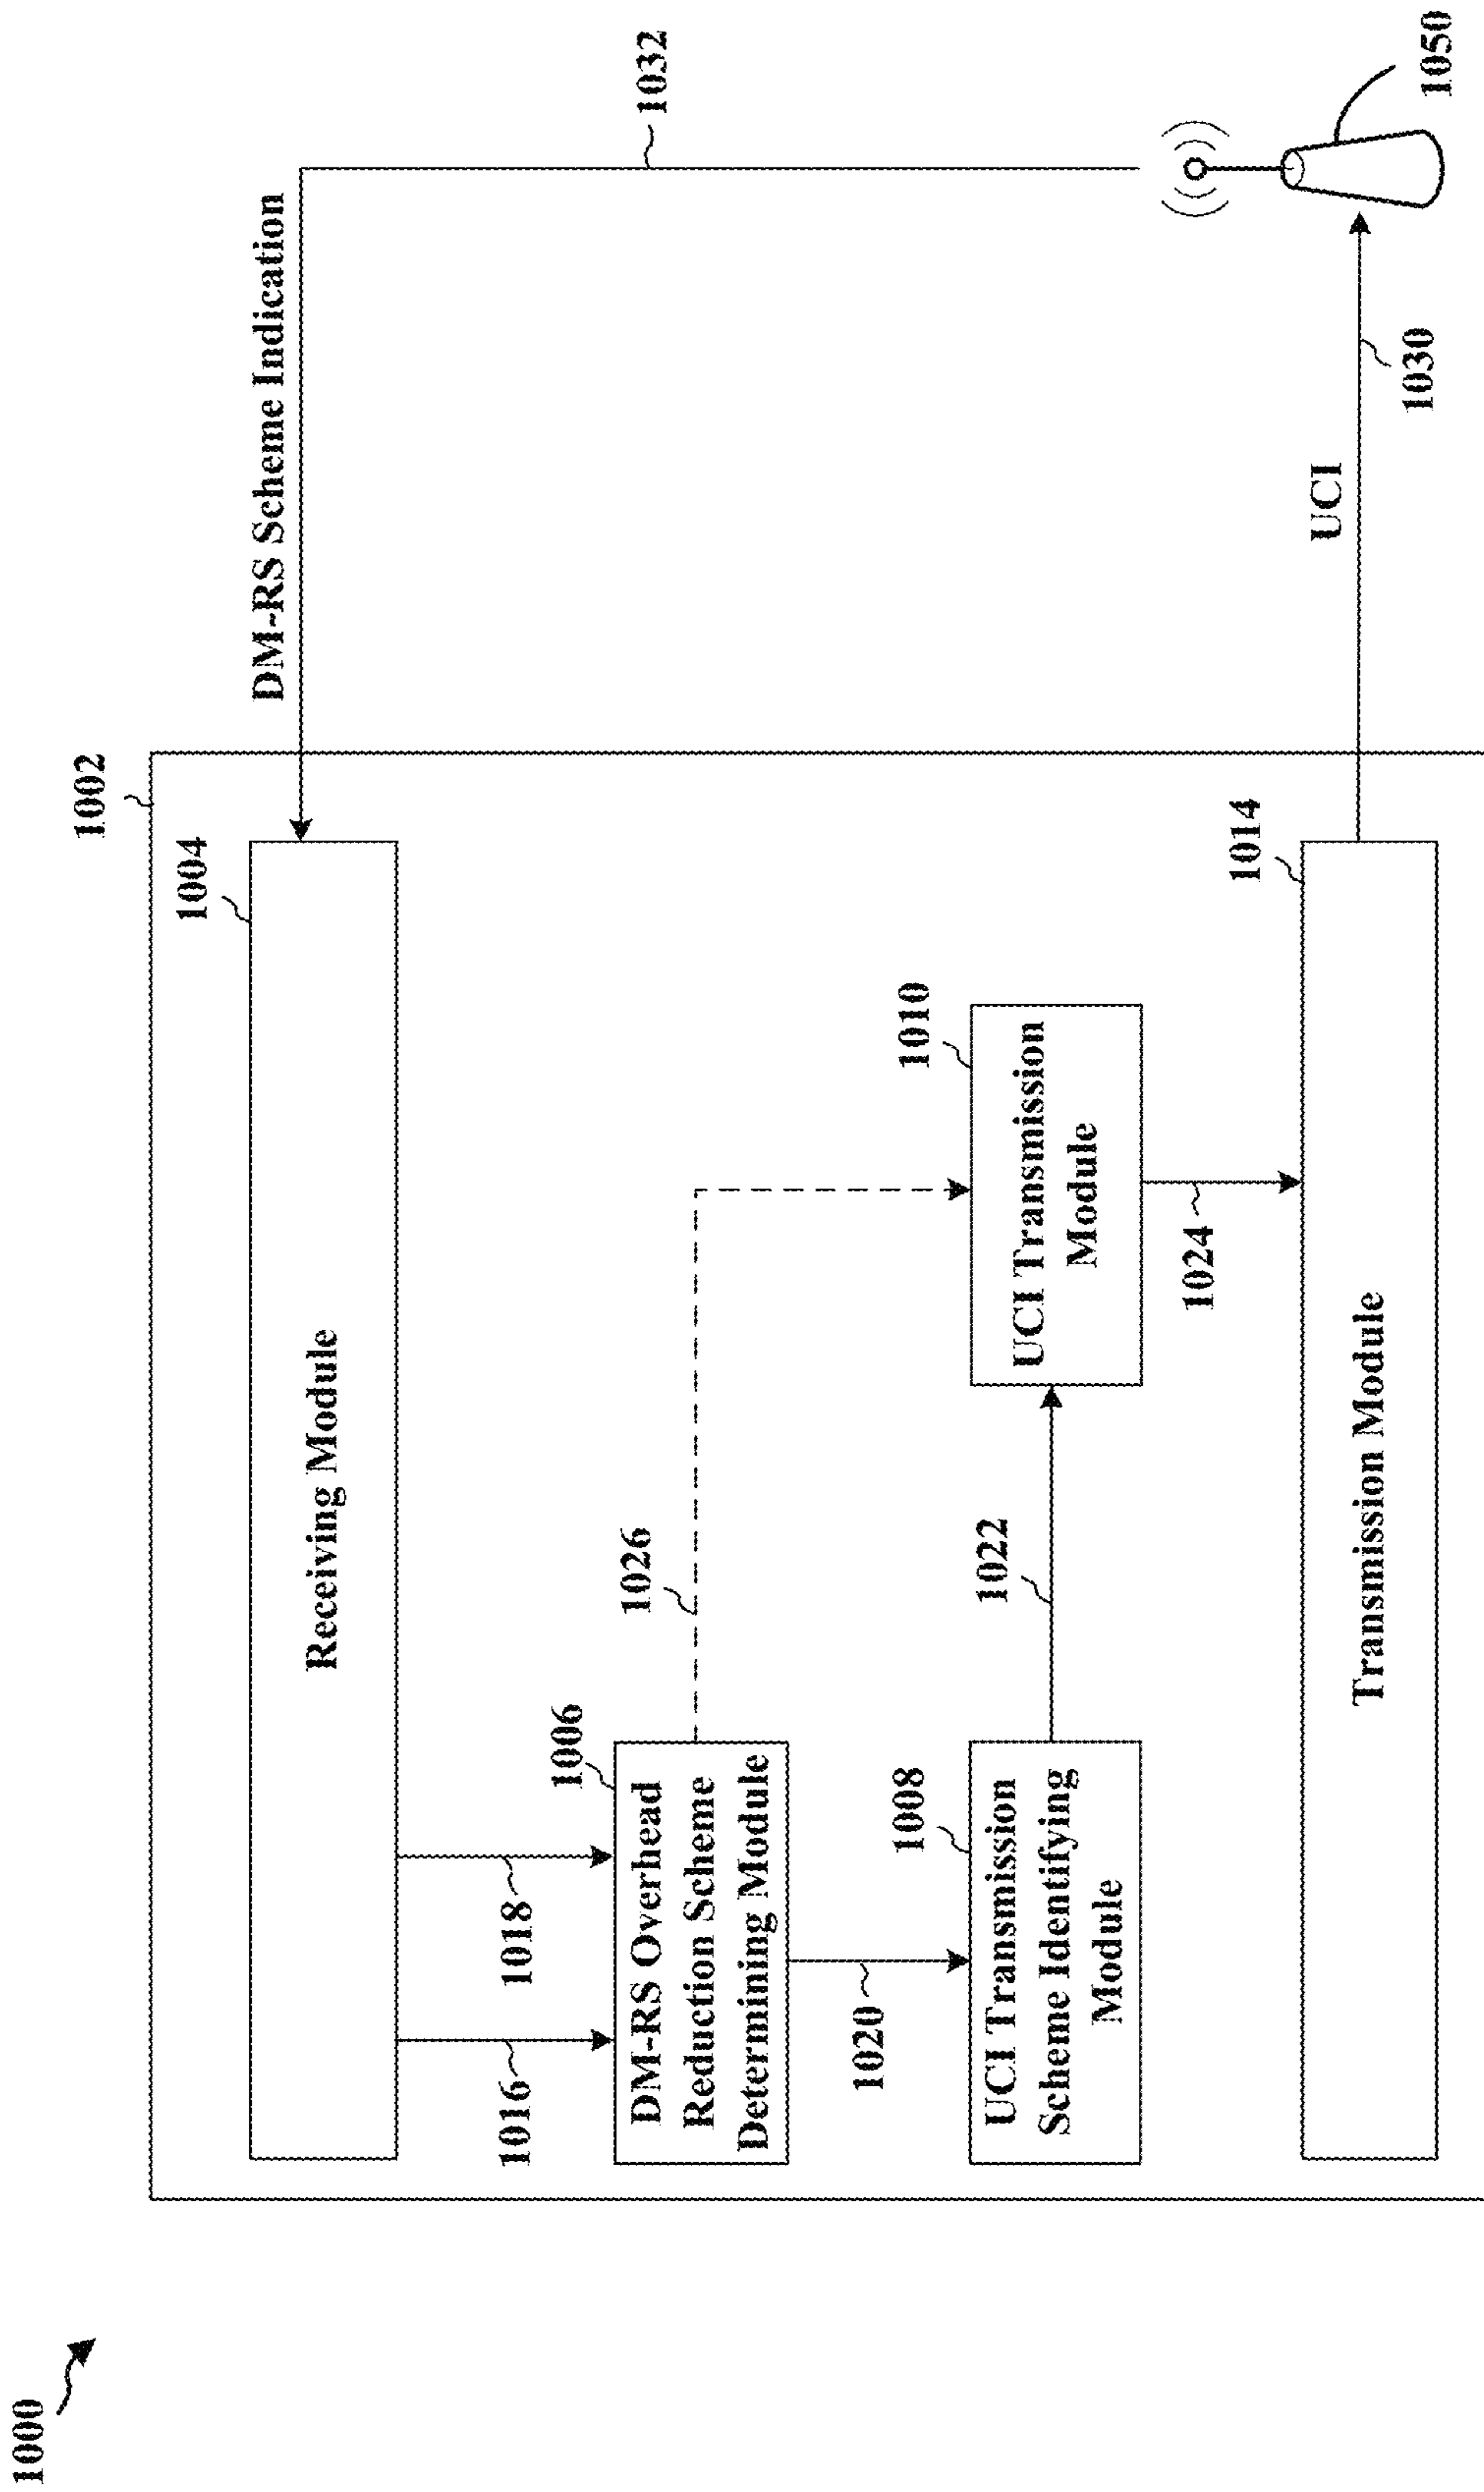 1000
1002
1004
Receiving Module
DM-RS Scheme Indication
1032
1016
1018
1006
DM-RS Overhead
Reduction Scheme
Determining Module
1026
1020
1008
UCI Transmission
Scheme Identifying
Module
1022
1010
UCI Transmission
Module
1024
1014
Transmission Module
UCI
1030
1050